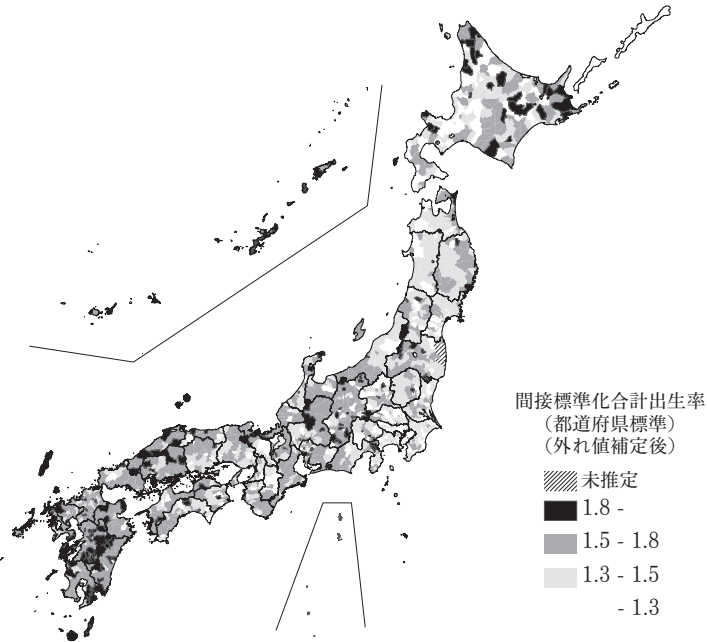 間接標準化合計出生率
（都道府県標準）
（外れ値補定後）
未推定
1.8 -
1.5 - 1.8
1.3 - 1.5
- 1.3